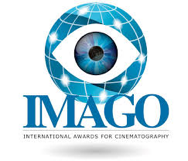 IMAGO
INTERNATIONAL AWARDS FOR CINEMATOGRAPHY